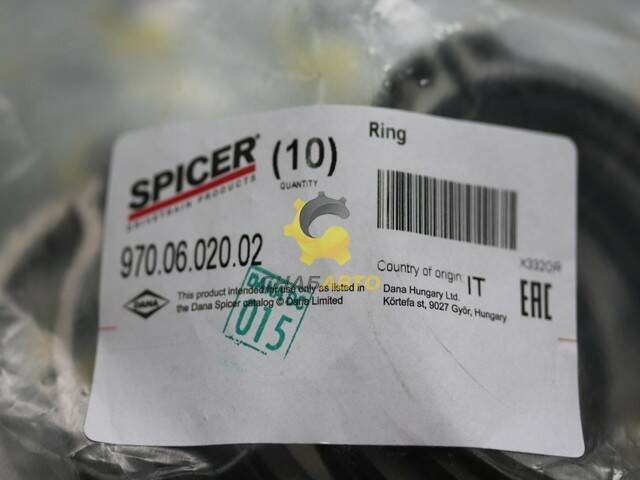 SPICER®
DRIVETRAIN PRODUCTS
(10)
QUANTITY
Ring
970.06.020.02
K3320R
DANA
This product intended for use only as listed in
the Dana Spicer catalog © Dana Limited
Country of origin: IT
Dana Hungary Ltd.
Körtefa st, 9027 Győr, Hungary
EAC
015
СНАБАВТО